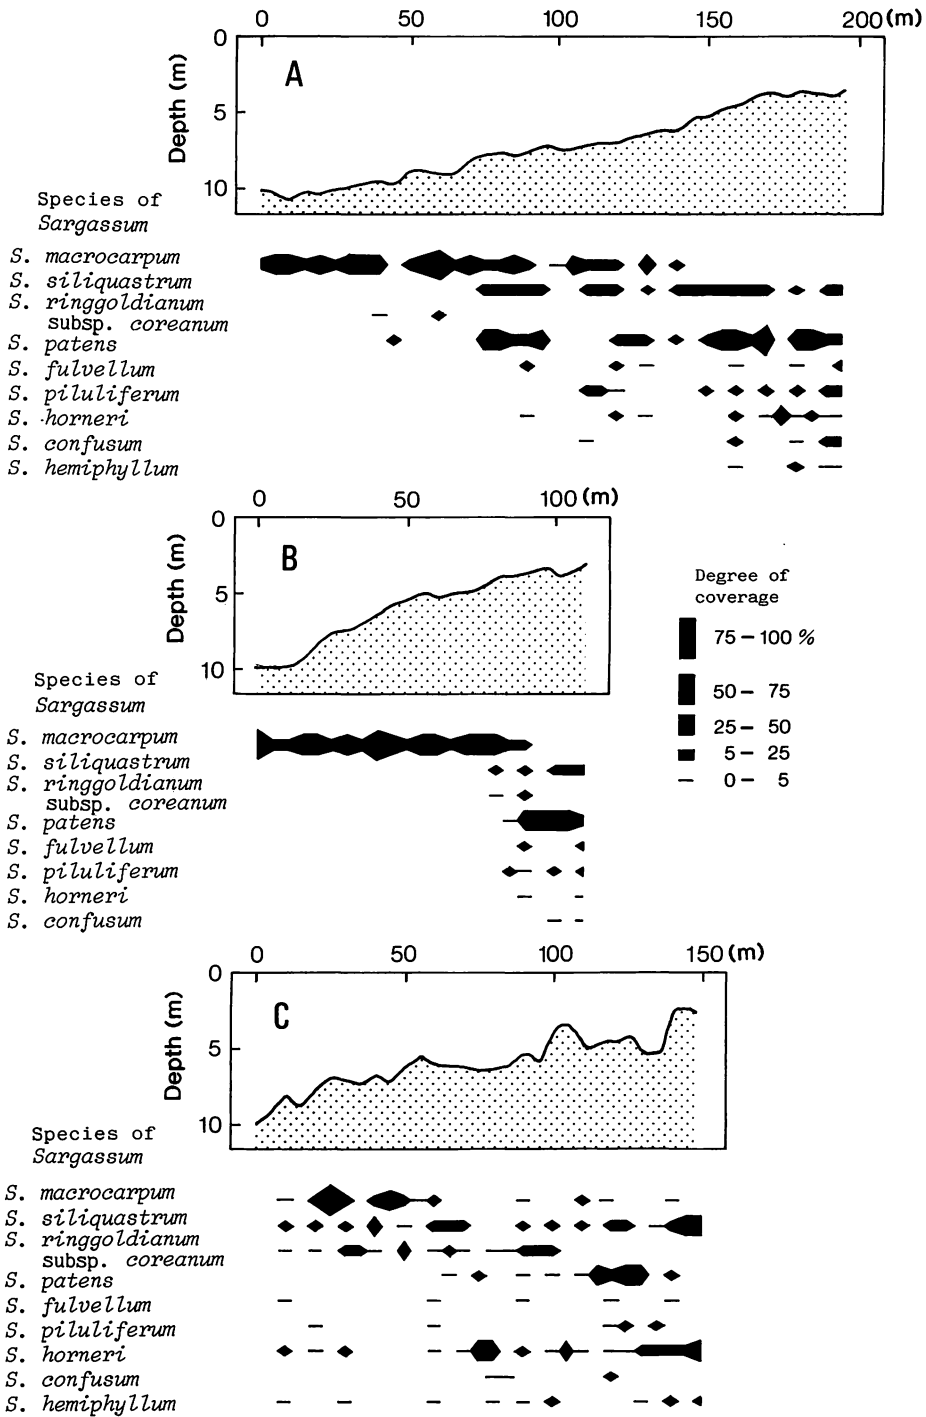 0 50 100 150 200 (m)
0
A
5
10
Depth (m)
Species of
Sargassum
S. macrocarpum
S. siliquastrum
S. ringgoldianum
subsp. coreanum
S. patens
S. fulvellum
S. piluliferum
S. horneri
S. confusum
S. hemiphyllum
0 50 100 (m)
0
B
5
10
Depth (m)
Degree of
coverage
75 – 100 %
50 – 75
25 – 50
5 – 25
0 – 5
Species of
Sargassum
S. macrocarpum
S. siliquastrum
S. ringgoldianum
subsp. coreanum
S. patens
S. fulvellum
S. piluliferum
S. horneri
S. confusum
0 50 100 150 (m)
0
C
5
10
Depth (m)
Species of
Sargassum
S. macrocarpum
S. siliquastrum
S. ringgoldianum
subsp. coreanum
S. patens
S. fulvellum
S. piluliferum
S. horneri
S. confusum
S. hemiphyllum